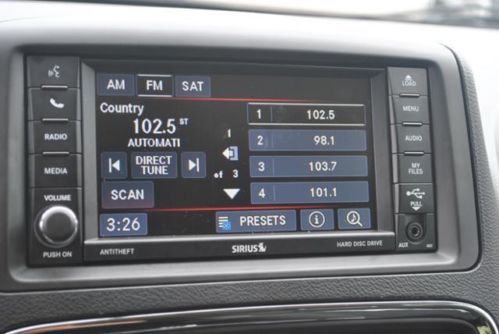 LOAD
AM FM SAT
MENU
Country
102.5 ST
AUTOMATI
1 102.5
2 98.1
3 103.7
4 101.1
1
of 3
RADIO
AUDIO
DIRECT
TUNE
MEDIA
MY
FILES
SCAN
VOLUME
PULL
3:26
PRESETS
PUSH ON
ANTITHEFT
SIRIUS
HARD DISC DRIVE
AUX